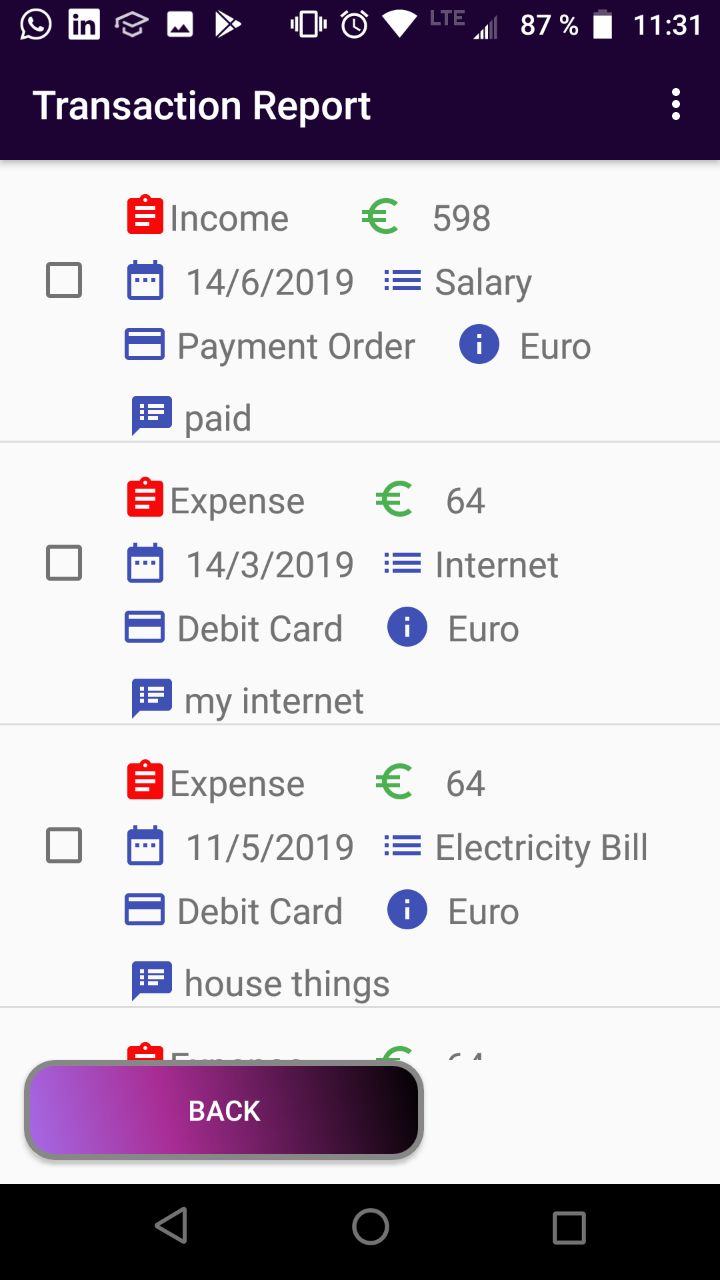 LTE 87 % 11:31
Transaction Report
Income € 598
14/6/2019 Salary
Payment Order Euro
paid
Expense € 64
14/3/2019 Internet
Debit Card Euro
my internet
Expense € 64
11/5/2019 Electricity Bill
Debit Card Euro
house things
Expense € 64
BACK